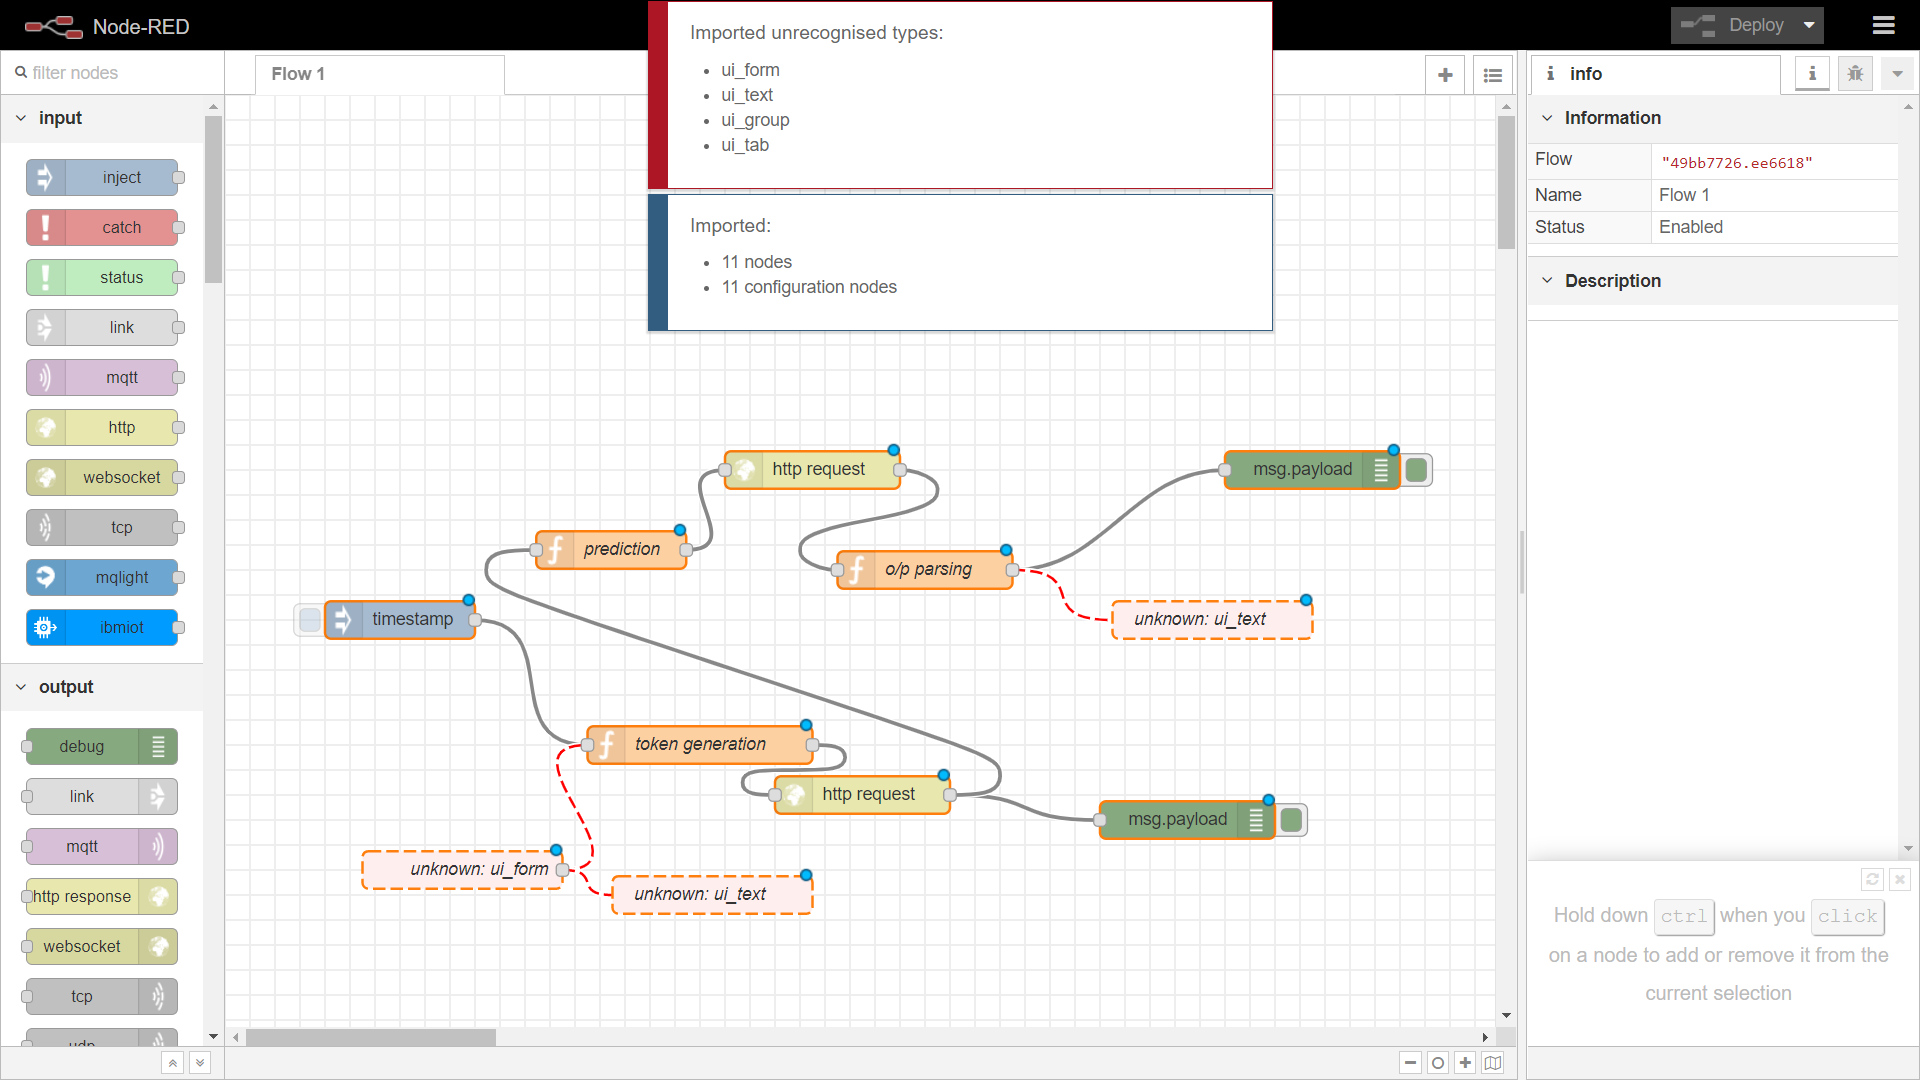 Node-RED
Deploy
filter nodes
Flow 1
input
inject
catch
status
link
mqtt
http
websocket
tcp
mqlight
ibmiot
output
debug
link
mqtt
http response
websocket
tcp
udp
Imported unrecognised types:
• ui_form
• ui_text
• ui_group
• ui_tab
Imported:
• 11 nodes
• 11 configuration nodes
http request
msg.payload
prediction
o/p parsing
timestamp
unknown: ui_text
token generation
http request
msg.payload
unknown: ui_form
unknown: ui_text
info
Information
Flow "49bb7726.ee6618"
Name Flow 1
Status Enabled
Description
Hold down ctrl when you click
on a node to add or remove it from the
current selection